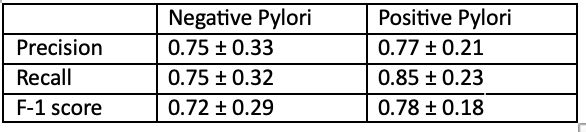 Negative Pylori Positive Pylori
Precision 0.75 ± 0.33 0.77 ± 0.21
Recall 0.75 ± 0.32 0.85 ± 0.23
F-1 score 0.72 ± 0.29 0.78 ± 0.18